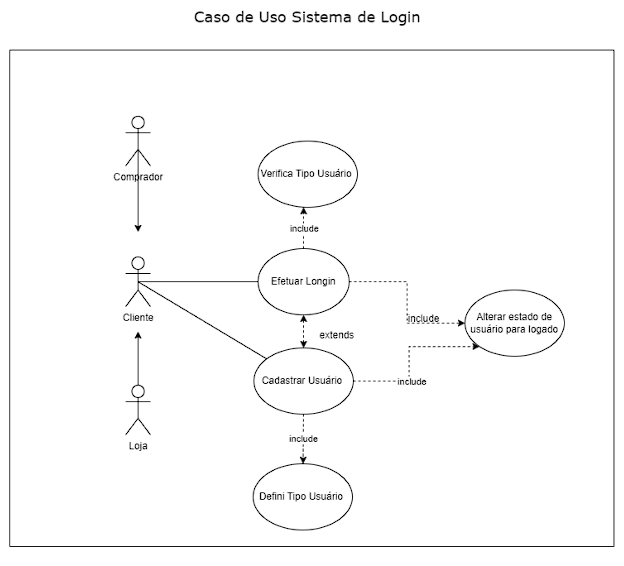 Caso de Uso Sistema de Login
Comprador
Verifica Tipo Usuário
include
Efetuar Longin
Cliente
include
Alterar estado de
usuário para logado
extends
Cadastrar Usuário
include
Loja
include
Defini Tipo Usuário